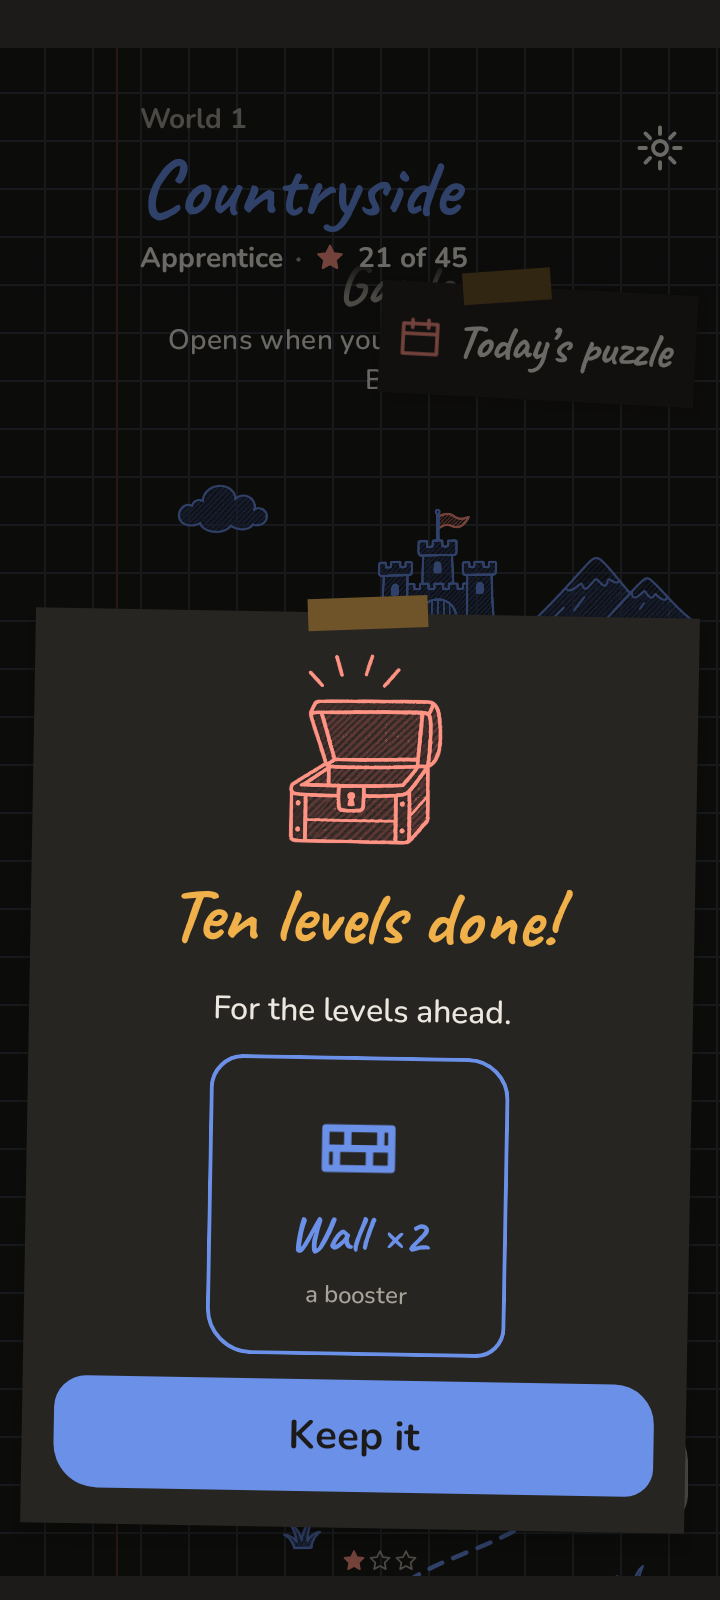 World 1
Countryside
Apprentice · 21 of 45
Opens when you
Today's puzzle
Ten levels done!
For the levels ahead.
Wall ×2
a booster
Keep it